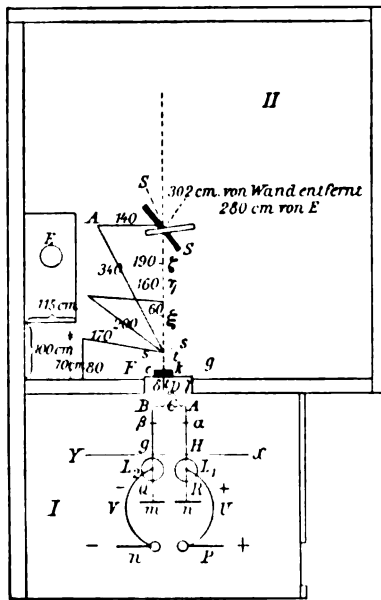 II
S
302 cm. von Wand entfernt
280 cm von E
A
140
S
E
190 ζ
340
160 η
60
ξ
115 cm
200
170
s
s
100 cm
70 cm
80
F
c
k
g
δ
D
γ
B
C
A
β
α
g
H
Y
x
L₂
L₁
I
−
a
R
+
V
m
n
U
−
n
P
+